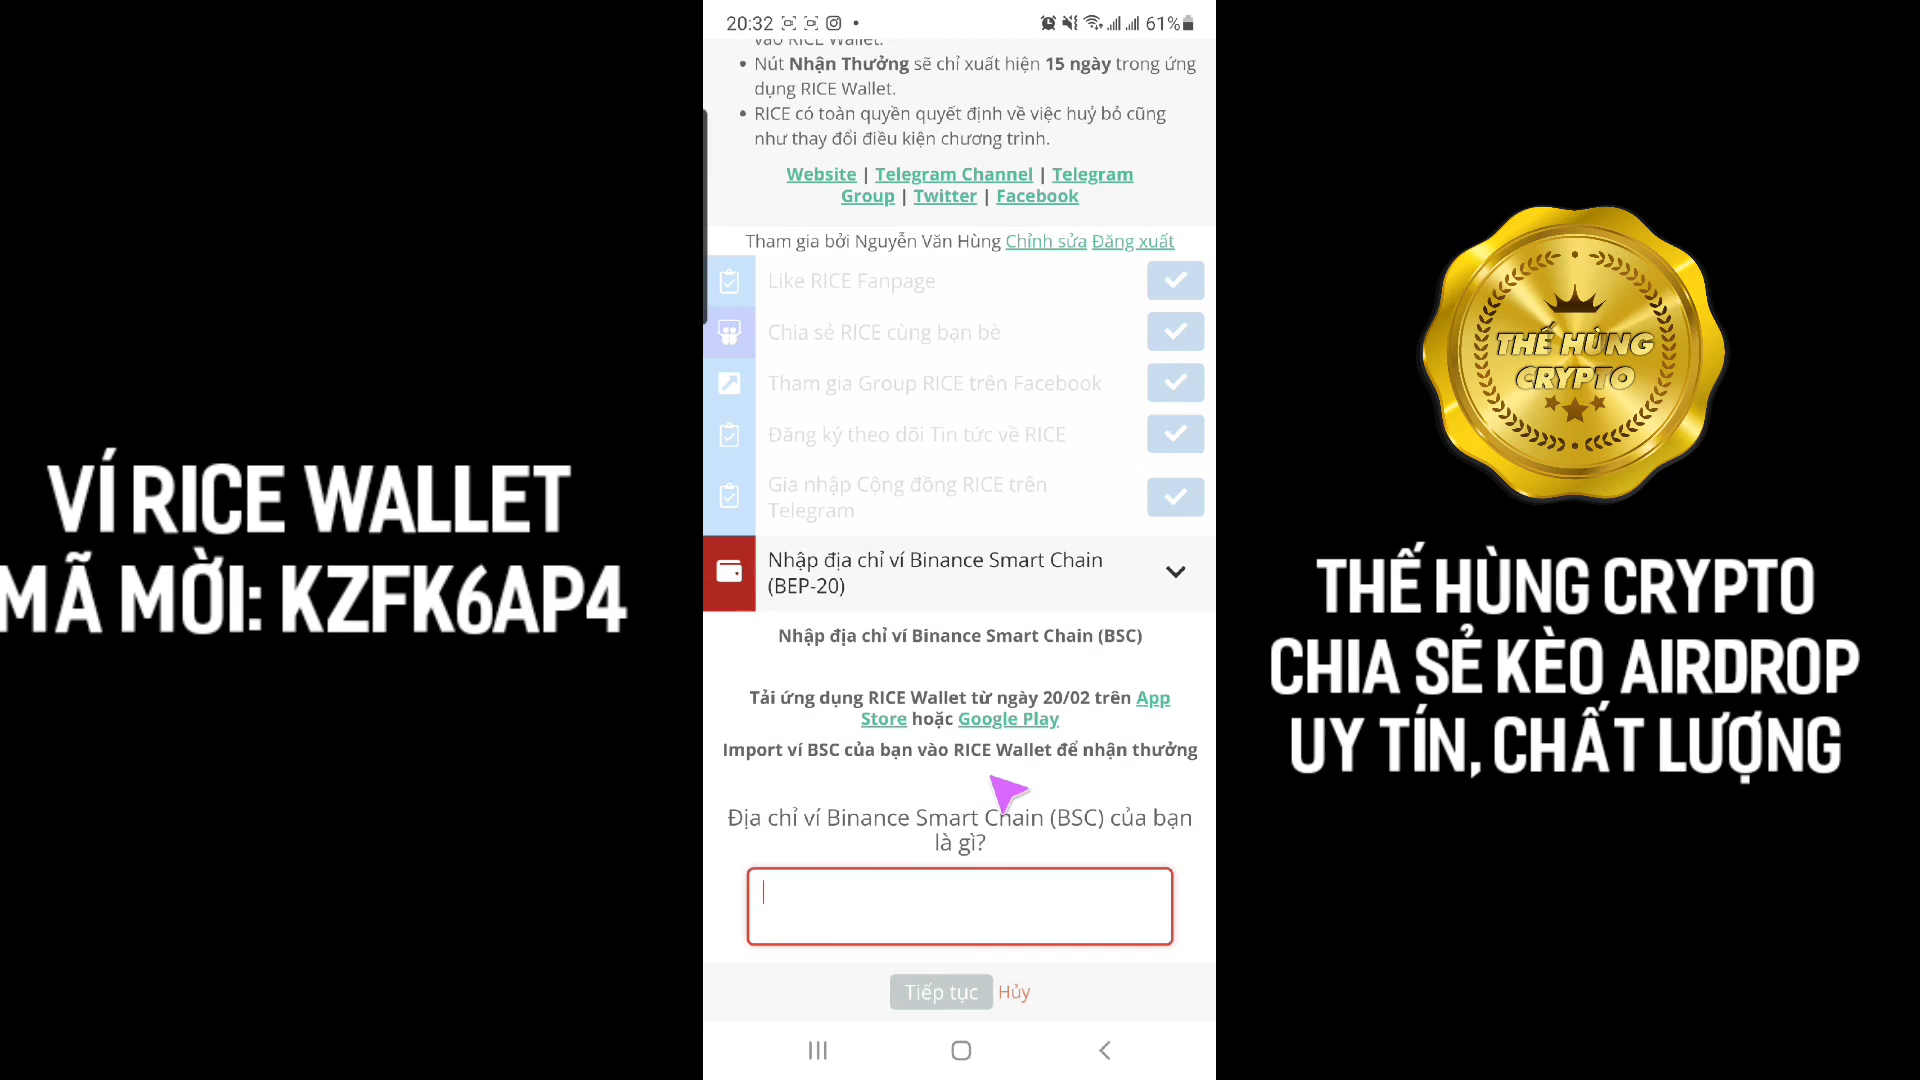 20:32
61%
vào RICE Wallet.
Nút Nhận Thưởng sẽ chỉ xuất hiện 15 ngày trong ứng
dụng RICE Wallet.
RICE có toàn quyền quyết định về việc huỷ bỏ cũng
như thay đổi điều kiện chương trình.
Website | Telegram Channel | Telegram
Group | Twitter | Facebook
Tham gia bởi Nguyễn Văn Hùng Chỉnh sửa Đăng xuất
Like RICE Fanpage
Chia sẻ RICE cùng bạn bè
Tham gia Group RICE trên Facebook
Đăng ký theo dõi Tin tức về RICE
Gia nhập Cộng đồng RICE trên
Telegram
Nhập địa chỉ ví Binance Smart Chain
(BEP-20)
Nhập địa chỉ ví Binance Smart Chain (BSC)
Tải ứng dụng RICE Wallet từ ngày 20/02 trên App
Store hoặc Google Play
Import ví BSC của bạn vào RICE Wallet để nhận thưởng
Địa chỉ ví Binance Smart Chain (BSC) của bạn
là gì?
Tiếp tục Hủy
VÍ RICE WALLET
MÃ MỜI: KZFK6AP4
THẾ HÙNG
CRYPTO
THẾ HÙNG CRYPTO
CHIA SẺ KÈO AIRDROP
UY TÍN, CHẤT LƯỢNG